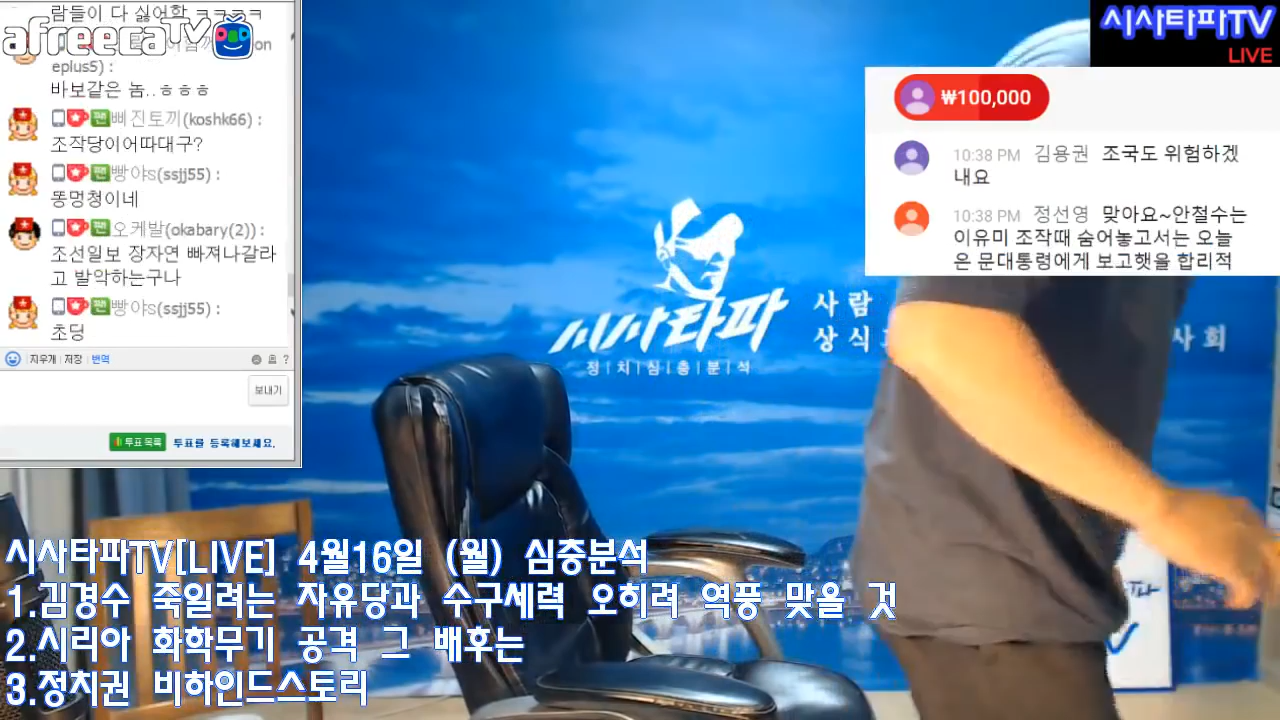 람들이 다 싫어함 ㅋㅋㅋㅋ
afreecaTV
eplus5) :
바보같은 놈..ㅎㅎㅎ
삐진토끼(koshk66) :
조작당이어따대구?
빵야s(ssjj55) :
똥멍청이네
오케발(okabary(2)) :
조선일보 장자연 빠져나갈라
고 발악하는구나
빵야s(ssjj55) :
초딩
지우개 저장 번역
?
보내기
투표 목록 투표를 등록해보세요.
시사타파TV
LIVE
₩100,000
10:38 PM 김용권 조국도 위험하겠
내요
10:38 PM 정선영 맞아요~안철수는
이유미 조작때 숨어놓고서는 오늘
은 문대통령에게 보고햇을 합리적
시사타파
정|치|심|층|분|석
사람
상식
사회
시사타파TV[LIVE] 4월16일 (월) 심층분석
1.김경수 죽일려는 자유당과 수구세력 오히려 역풍 맞을 것
2.시리아 화학무기 공격 그 배후는
3.정치권 비하인드스토리